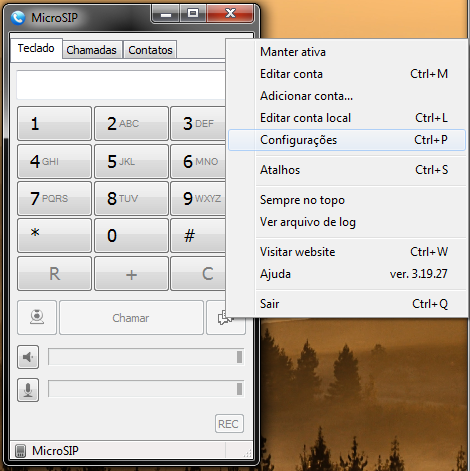 MicroSIP
Teclado Chamadas Contatos
1 2 ABC 3 DEF
4 GHI 5 JKL 6 MNO
7 PQRS 8 TUV 9 WXYZ
* 0 #
R + C
Chamar
REC
MicroSIP
Manter ativa
Editar conta Ctrl+M
Adicionar conta...
Editar conta local Ctrl+L
Configurações Ctrl+P
Atalhos Ctrl+S
Sempre no topo
Ver arquivo de log
Visitar website Ctrl+W
Ajuda ver. 3.19.27
Sair Ctrl+Q